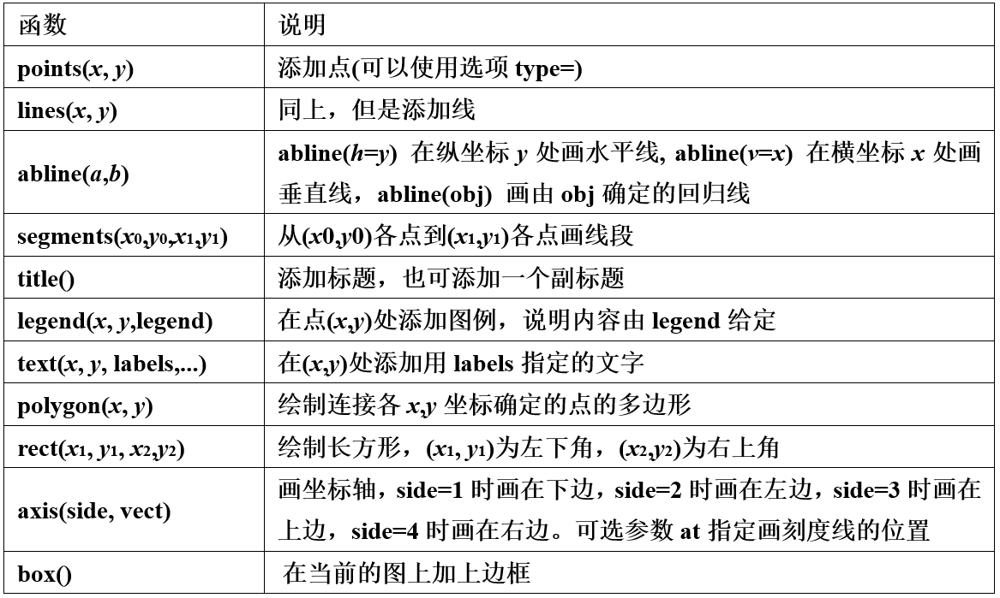 函数 说明
points(x, y) 添加点(可以使用选项 type=)
lines(x, y) 同上，但是添加线
abline(a,b) abline(h=y) 在纵坐标 y 处画水平线, abline(v=x) 在横坐标 x 处画
垂直线，abline(obj) 画由 obj 确定的回归线
segments(x0,y0,x1,y1) 从(x0,y0)各点到(x1,y1)各点画线段
title() 添加标题，也可添加一个副标题
legend(x, y,legend) 在点(x,y)处添加图例，说明内容由 legend 给定
text(x, y, labels,...) 在(x,y)处添加用 labels 指定的文字
polygon(x, y) 绘制连接各 x,y 坐标确定的点的多边形
rect(x1, y1, x2,y2) 绘制长方形，(x1, y1)为左下角，(x2,y2)为右上角
axis(side, vect) 画坐标轴，side=1 时画在下边，side=2 时画在左边，side=3 时画在
上边，side=4 时画在右边。可选参数 at 指定画刻度线的位置
box() 在当前的图上加上边框